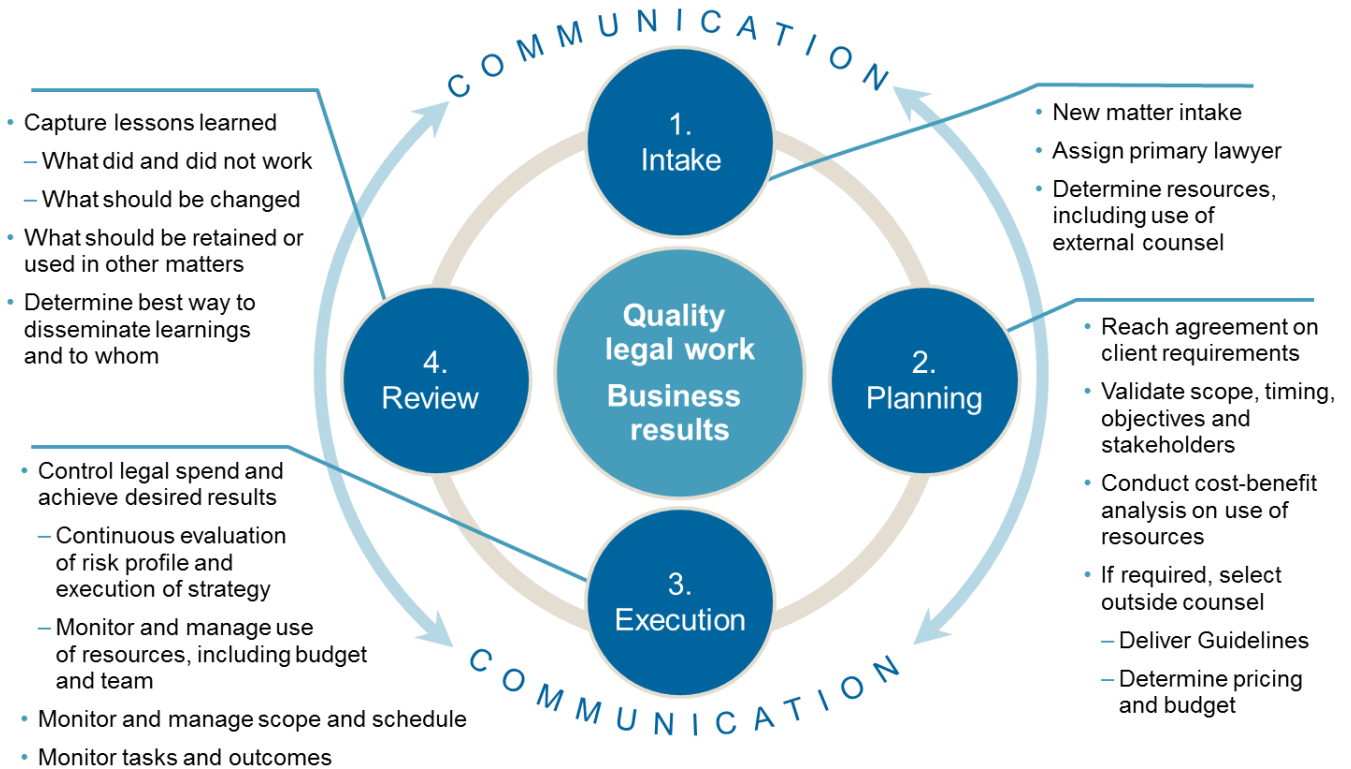 COMMUNICATION
1.
Intake
• New matter intake
• Assign primary lawyer
• Determine resources,
including use of
external counsel
2.
Planning
• Reach agreement on
client requirements
• Validate scope, timing,
objectives and
stakeholders
• Conduct cost-benefit
analysis on use of
resources
• If required, select
outside counsel
– Deliver Guidelines
– Determine pricing
and budget
3.
Execution
• Control legal spend and
achieve desired results
– Continuous evaluation
of risk profile and
execution of strategy
– Monitor and manage use
of resources, including budget
and team
• Monitor and manage scope and schedule
• Monitor tasks and outcomes
4.
Review
• Capture lessons learned
– What did and did not work
– What should be changed
• What should be retained or
used in other matters
• Determine best way to
disseminate learnings
and to whom
Quality
legal work
Business
results
COMMUNICATION